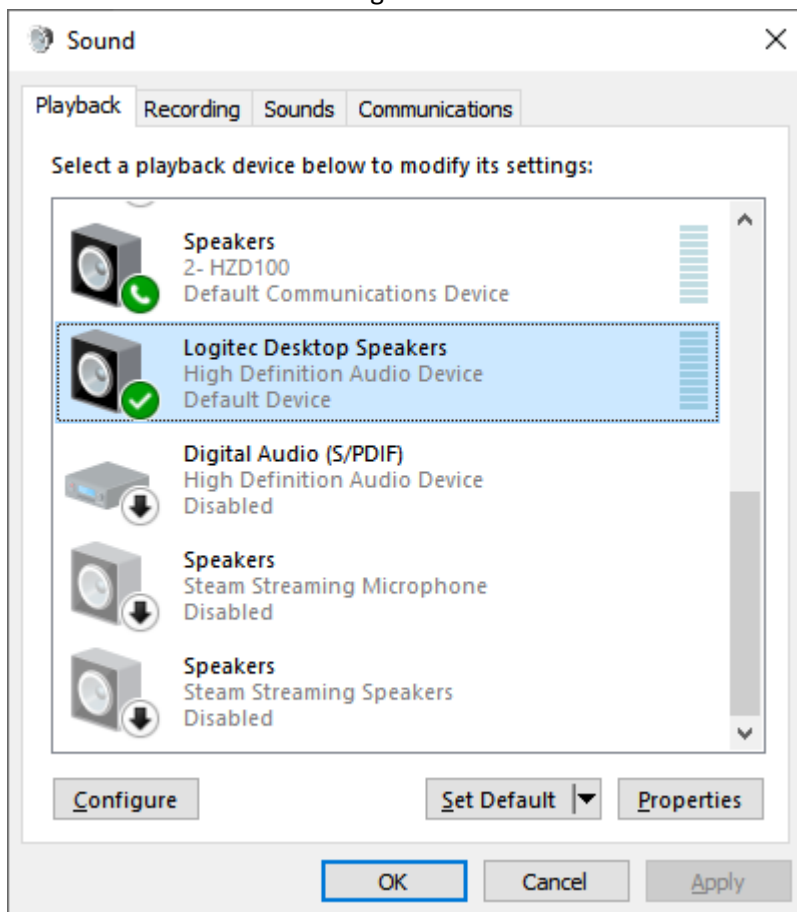 Sound
Playback Recording Sounds Communications
Select a playback device below to modify its settings:
Speakers
2- HZD100
Default Communications Device
Logitec Desktop Speakers
High Definition Audio Device
Default Device
Digital Audio (S/PDIF)
High Definition Audio Device
Disabled
Speakers
Steam Streaming Microphone
Disabled
Speakers
Steam Streaming Speakers
Disabled
Configure Set Default Properties
OK Cancel Apply